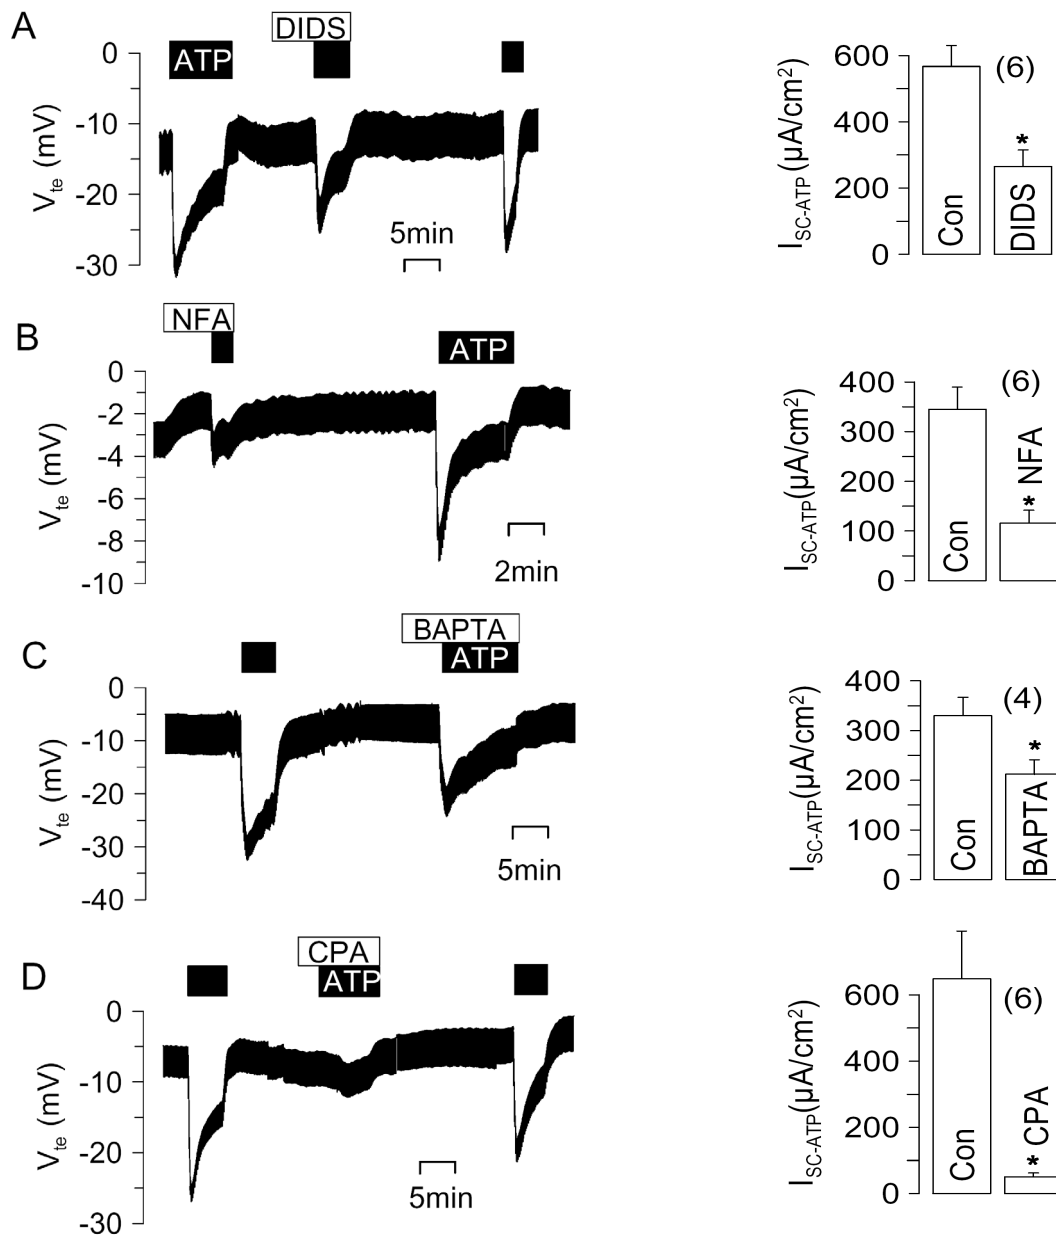 A
DIDS
ATP
0
-10
-20
-30
Vte (mV)
5min
600
400
200
0
ISC-ATP(µA/cm²)
(6)
*
Con
DIDS
B
NFA
ATP
0
-2
-4
-6
-8
-10
Vte (mV)
2min
400
300
200
100
0
ISC-ATP(µA/cm²)
(6)
NFA
*
Con
C
BAPTA
ATP
0
-10
-20
-30
-40
Vte (mV)
5min
400
300
200
100
0
ISC-ATP(µA/cm²)
(4)
*
Con
BAPTA
D
CPA
ATP
0
-10
-20
-30
Vte (mV)
5min
600
400
200
0
ISC-ATP(µA/cm²)
(6)
CPA
*
Con